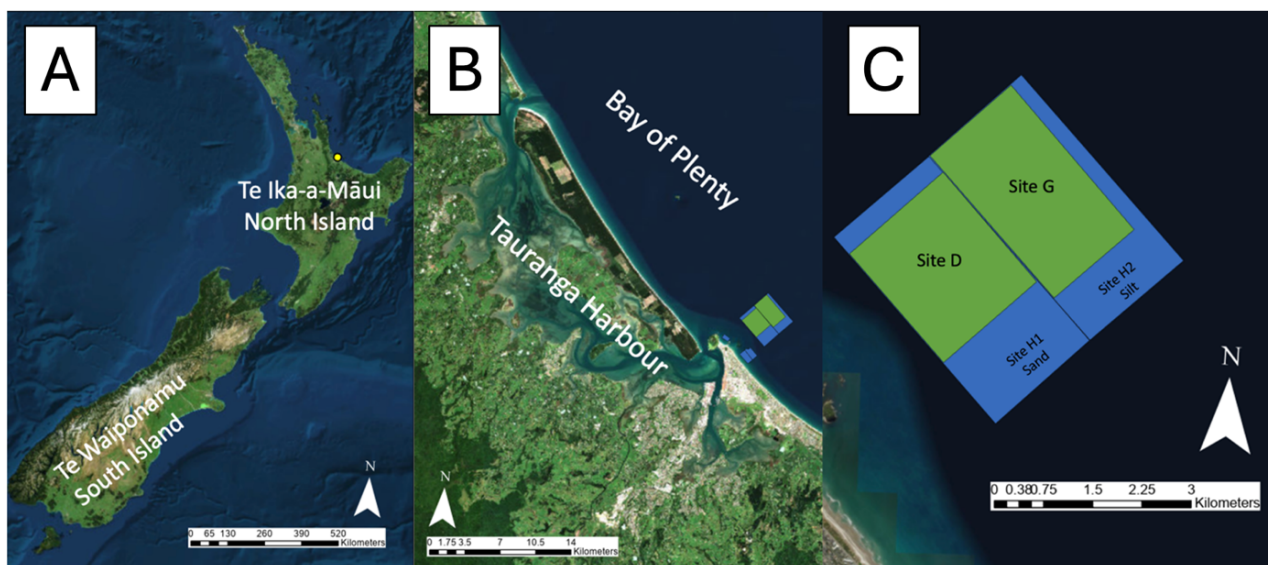 A
Te Ika-a-Māui
North Island
Te Waiponamu
South Island
N
0 65 130 260 390 520
Kilometers
B
Bay of Plenty
Tauranga Harbour
N
0 1.75 3.5 7 10.5 14
Kilometers
C
Site G
Site D
Site H2
Silt
Site H1
Sand
N
0 0.38 0.75 1.5 2.25 3
Kilometers